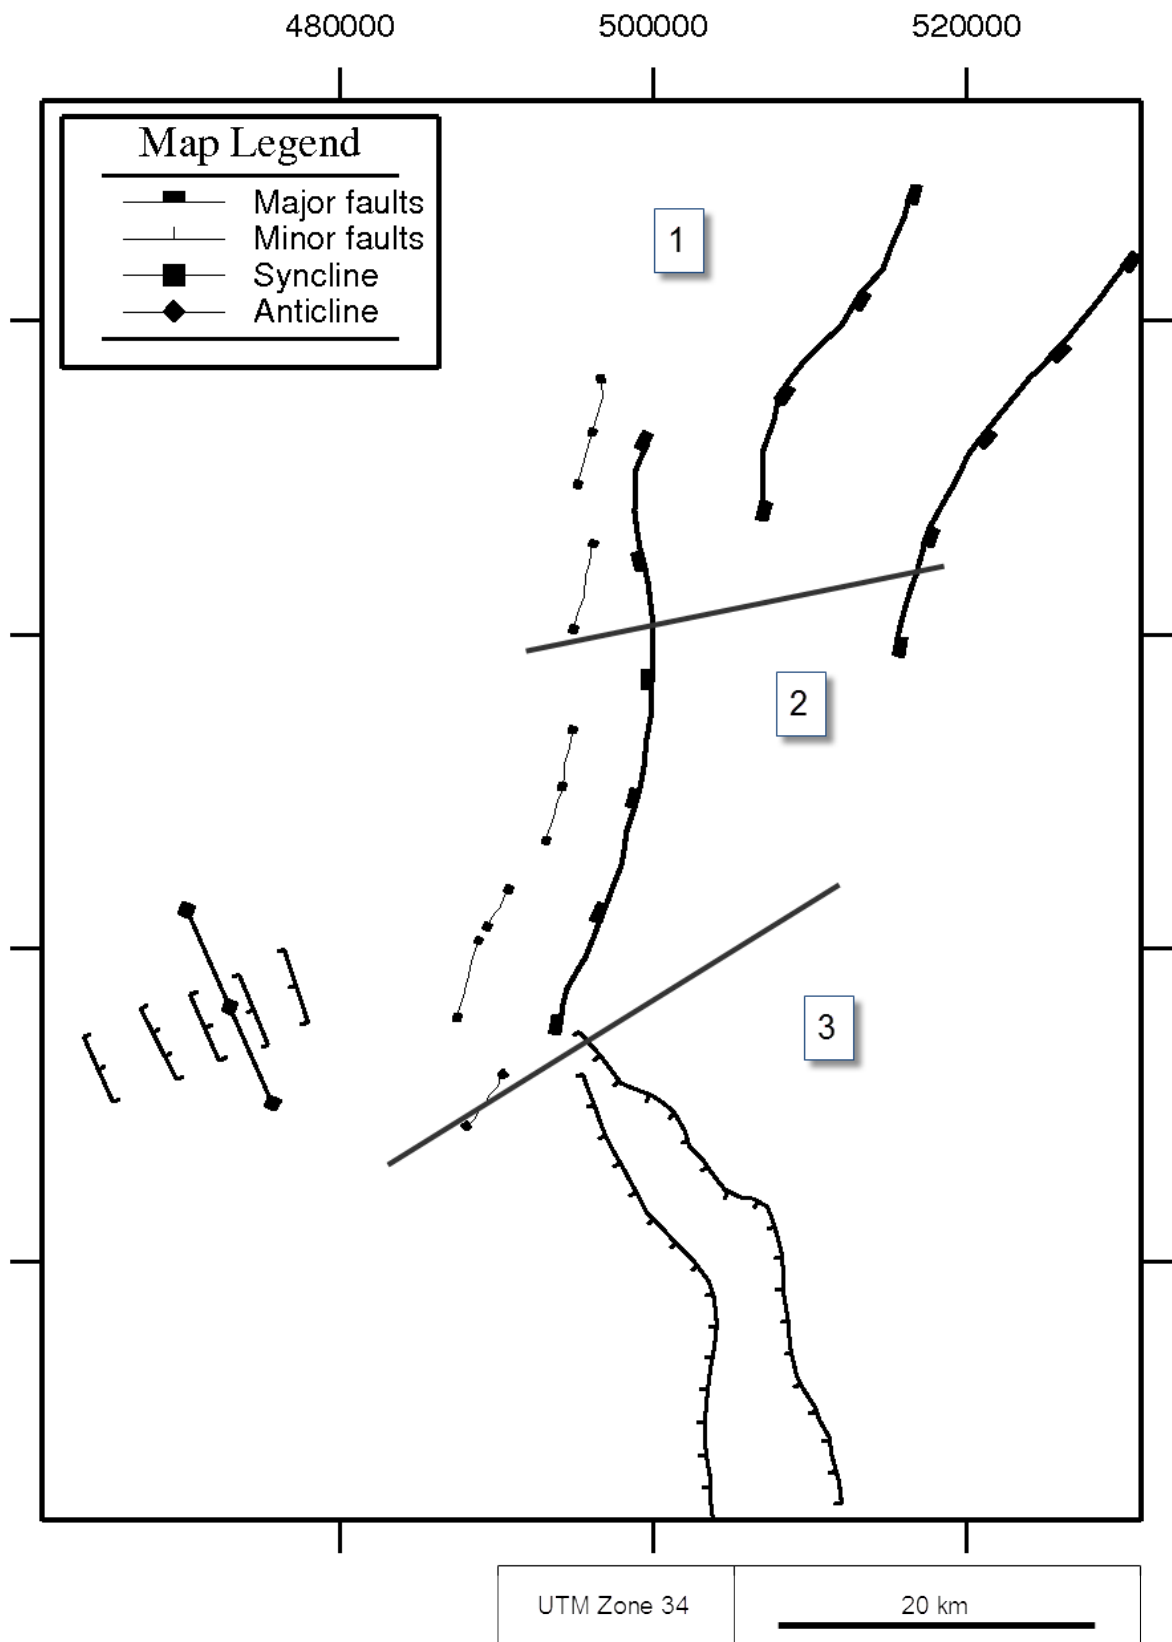 480000 500000 520000
Map Legend
Major faults
Minor faults
Syncline
Anticline
1
2
3
UTM Zone 34
20 km